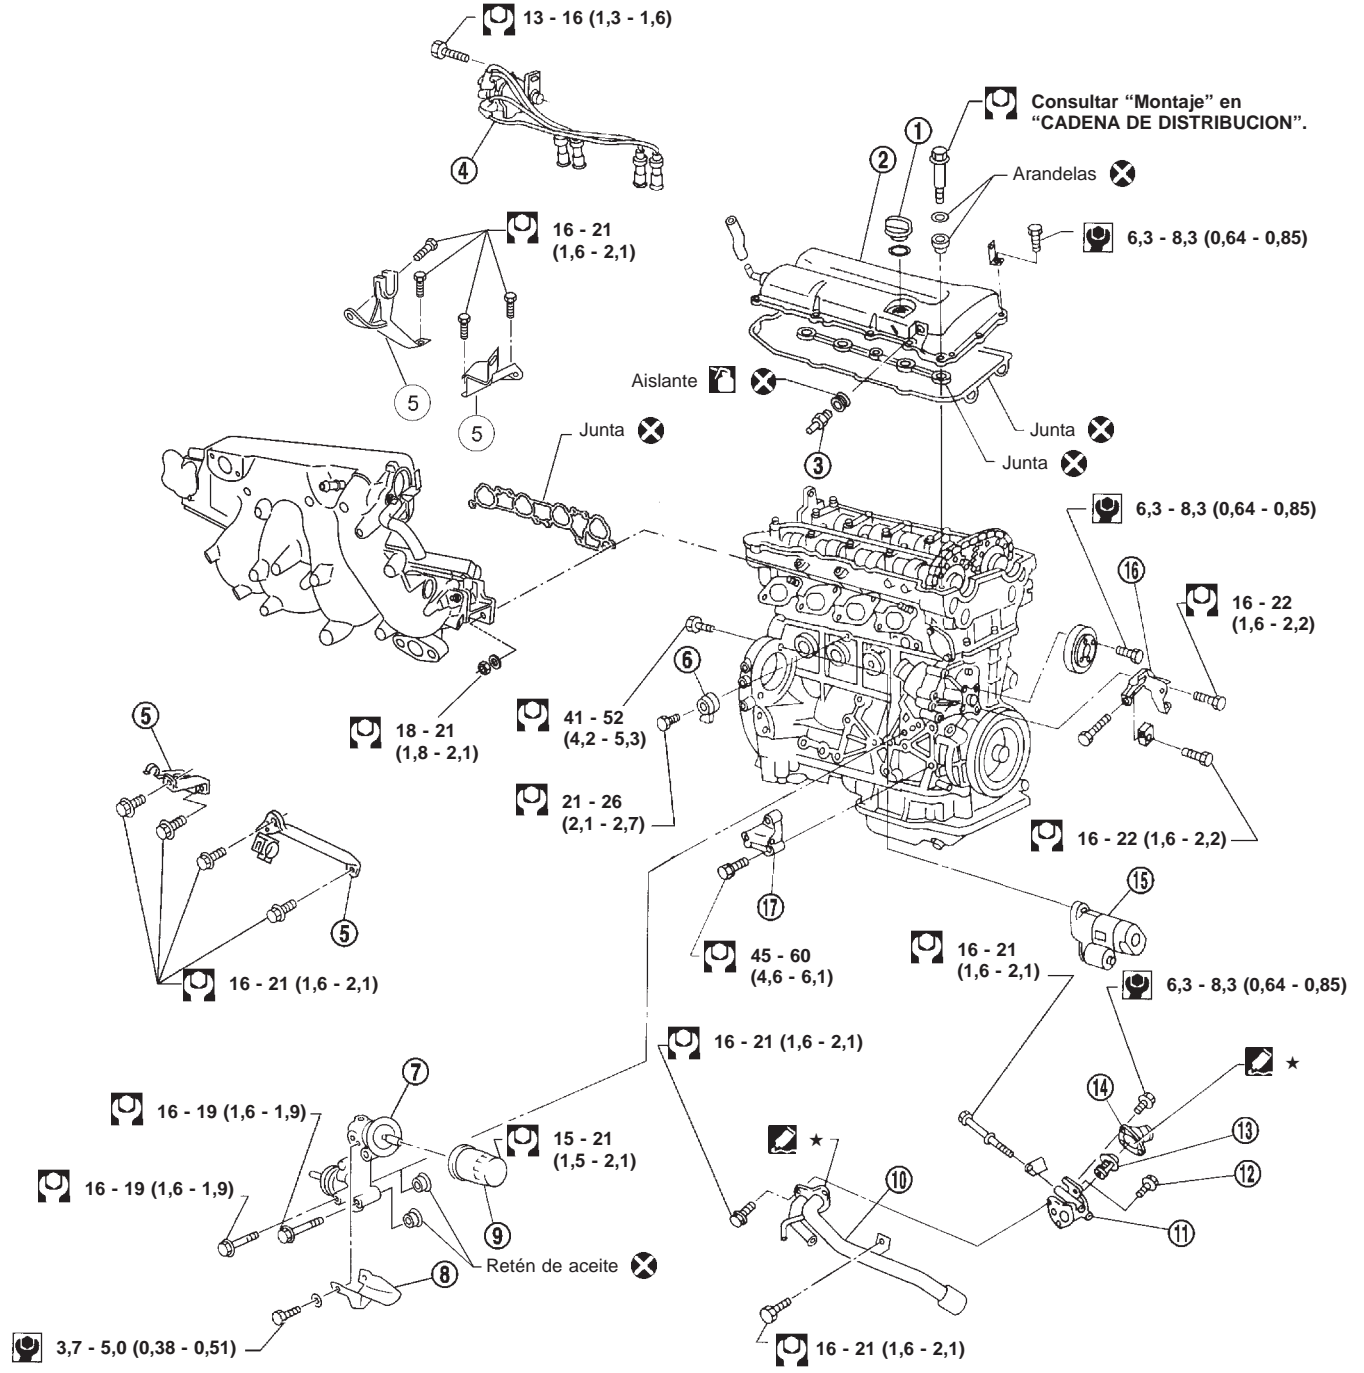 13 - 16 (1,3 - 1,6)
Consultar “Montaje” en
“CADENA DE DISTRIBUCION”.
1
2
4
Arandelas
16 - 21
(1,6 - 2,1)
6,3 - 8,3 (0,64 - 0,85)
Aislante
5
5
Junta
Junta
3
Junta
6,3 - 8,3 (0,64 - 0,85)
16
16 - 22
(1,6 - 2,2)
6
5
18 - 21
(1,8 - 2,1)
41 - 52
(4,2 - 5,3)
21 - 26
(2,1 - 2,7)
16 - 22 (1,6 - 2,2)
15
17
5
16 - 21
(1,6 - 2,1)
45 - 60
(4,6 - 6,1)
16 - 21 (1,6 - 2,1)
6,3 - 8,3 (0,64 - 0,85)
16 - 21 (1,6 - 2,1)
★
7
14
16 - 19 (1,6 - 1,9)
15 - 21
(1,5 - 2,1)
★
13
12
16 - 19 (1,6 - 1,9)
10
9
11
Retén de aceite
8
3,7 - 5,0 (0,38 - 0,51)
16 - 21 (1,6 - 2,1)